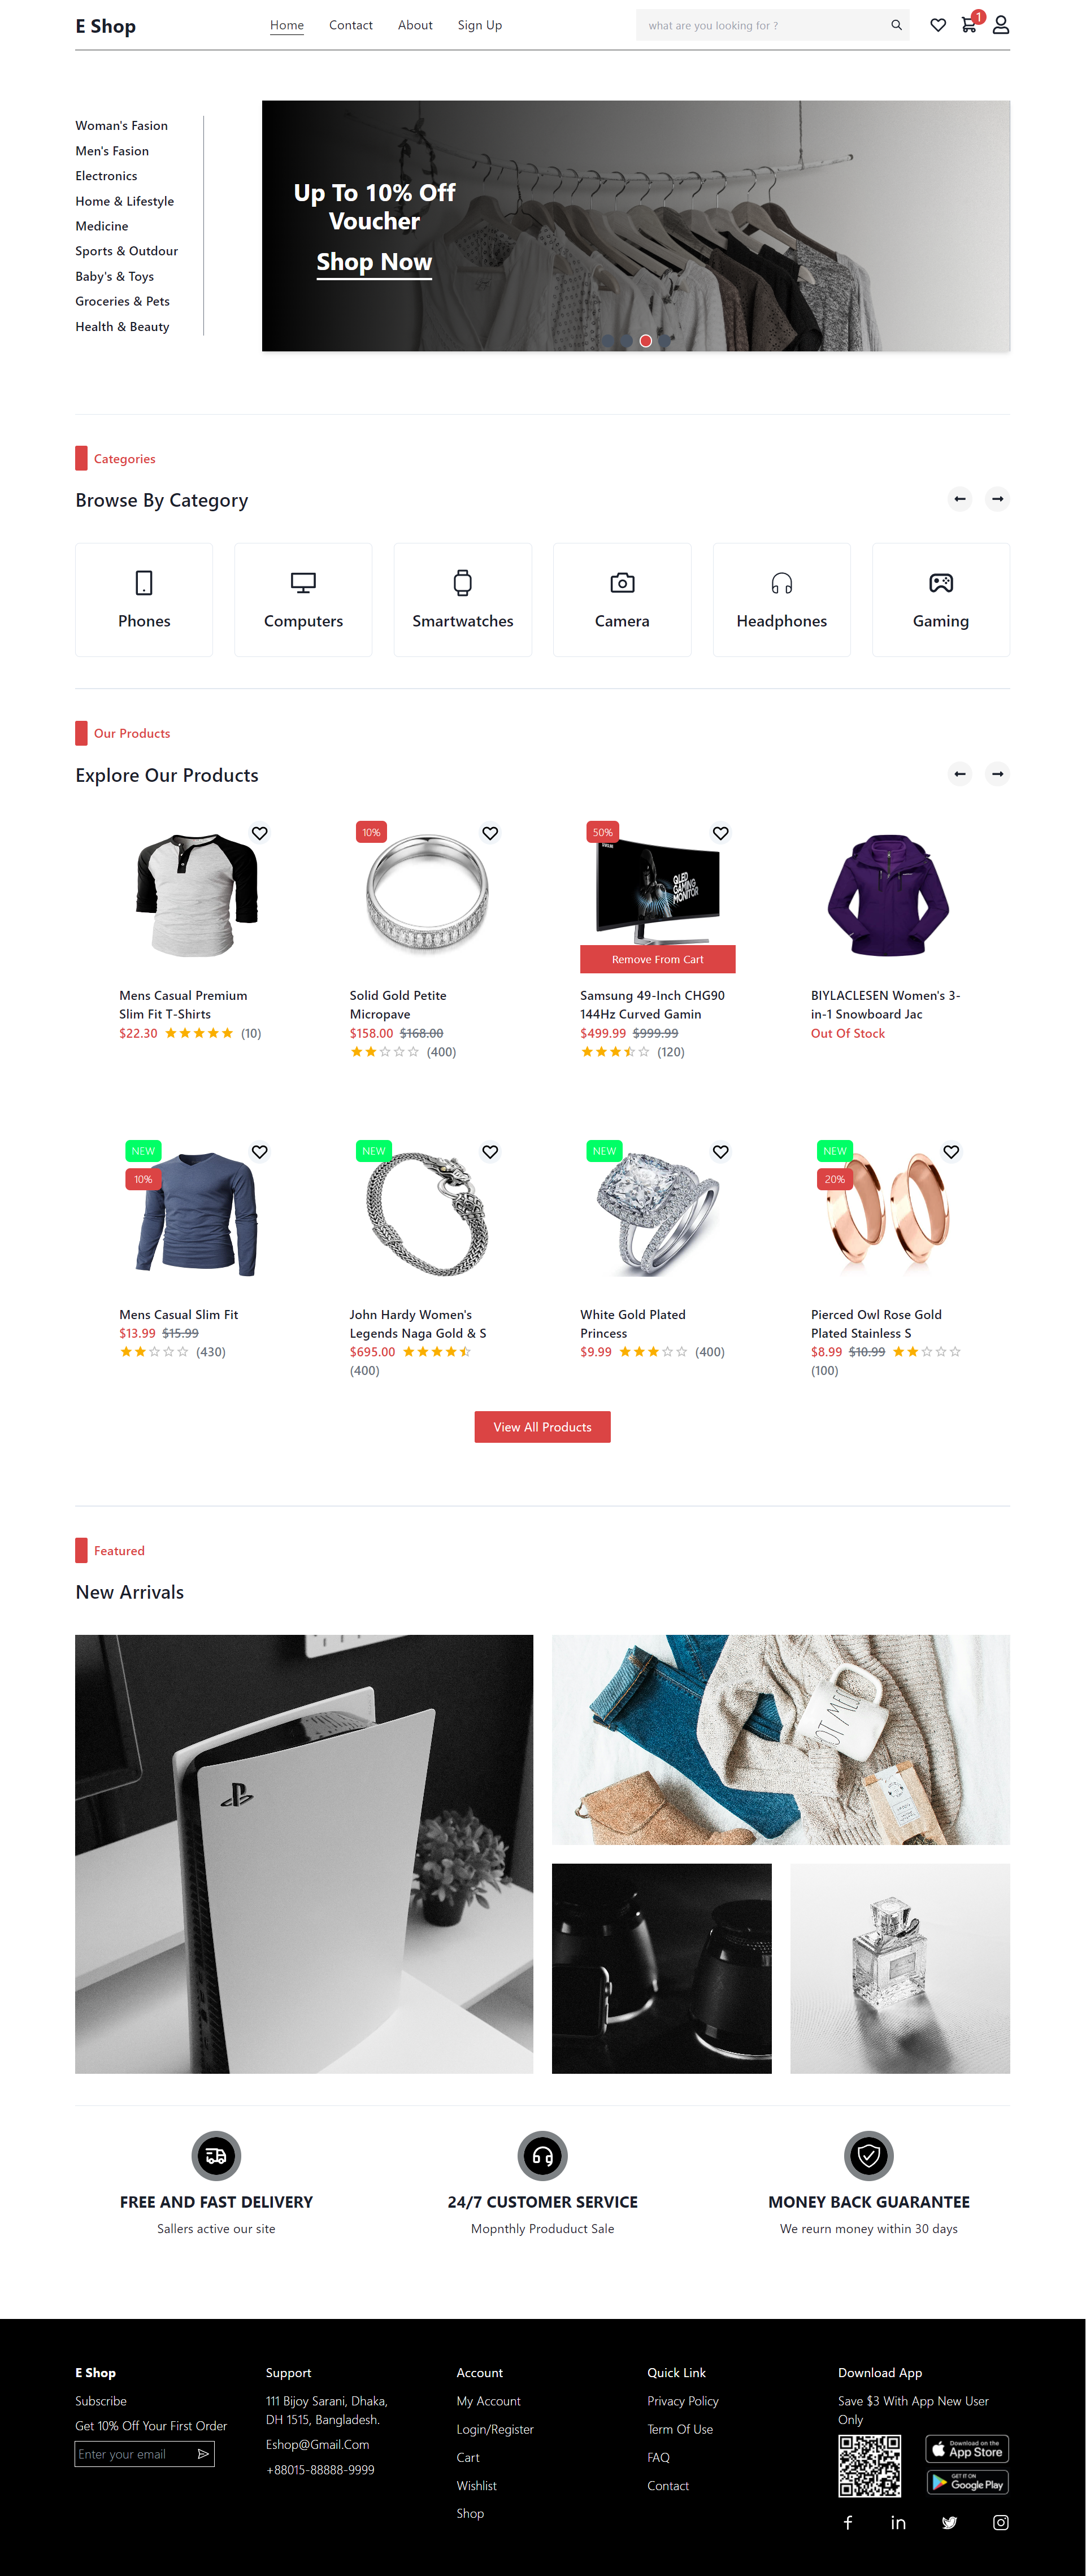 E Shop
Home
Contact
About
Sign Up
what are you looking for ?
1
Woman's Fasion
Men's Fasion
Electronics
Home & Lifestyle
Medicine
Sports & Outdour
Baby's & Toys
Groceries & Pets
Health & Beauty
Up To 10% Off
Voucher
Shop Now
Categories
Browse By Category
Phones
Computers
Smartwatches
Camera
Headphones
Gaming
Our Products
Explore Our Products
Mens Casual Premium
Slim Fit T-Shirts
$22.30 (10)
10%
Solid Gold Petite
Micropave
$158.00 $168.00
(400)
50%
QLED
GAMING
MONITOR
Remove From Cart
Samsung 49-Inch CHG90
144Hz Curved Gamin
$499.99 $999.99
(120)
BIYLACLESEN Women's 3-
in-1 Snowboard Jac
Out Of Stock
NEW
10%
Mens Casual Slim Fit
$13.99 $15.99
(430)
NEW
John Hardy Women's
Legends Naga Gold & S
$695.00
(400)
NEW
White Gold Plated
Princess
$9.99 (400)
NEW
20%
Pierced Owl Rose Gold
Plated Stainless S
$8.99 $10.99
(100)
View All Products
Featured
New Arrivals
OT ME
FREE AND FAST DELIVERY
Sallers active our site
24/7 CUSTOMER SERVICE
Mopnthly Produduct Sale
MONEY BACK GUARANTEE
We reurn money within 30 days
E Shop
Subscribe
Get 10% Off Your First Order
Enter your email
Support
111 Bijoy Sarani, Dhaka,
DH 1515, Bangladesh.
Eshop@Gmail.Com
+88015-88888-9999
Account
My Account
Login/Register
Cart
Wishlist
Shop
Quick Link
Privacy Policy
Term Of Use
FAQ
Contact
Download App
Save $3 With App New User
Only
Download on the
App Store
GET IT ON
Google Play